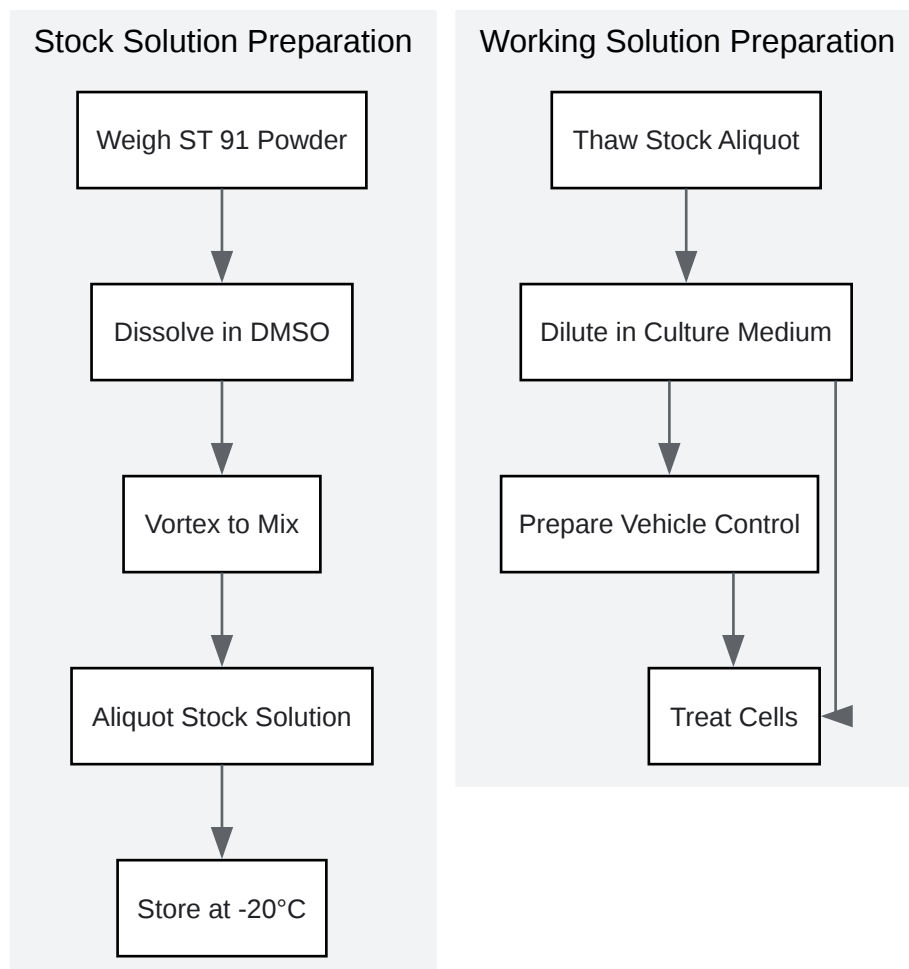 Stock Solution Preparation
Weigh ST 91 Powder
Dissolve in DMSO
Vortex to Mix
Aliquot Stock Solution
Store at -20°C
Working Solution Preparation
Thaw Stock Aliquot
Dilute in Culture Medium
Prepare Vehicle Control
Treat Cells